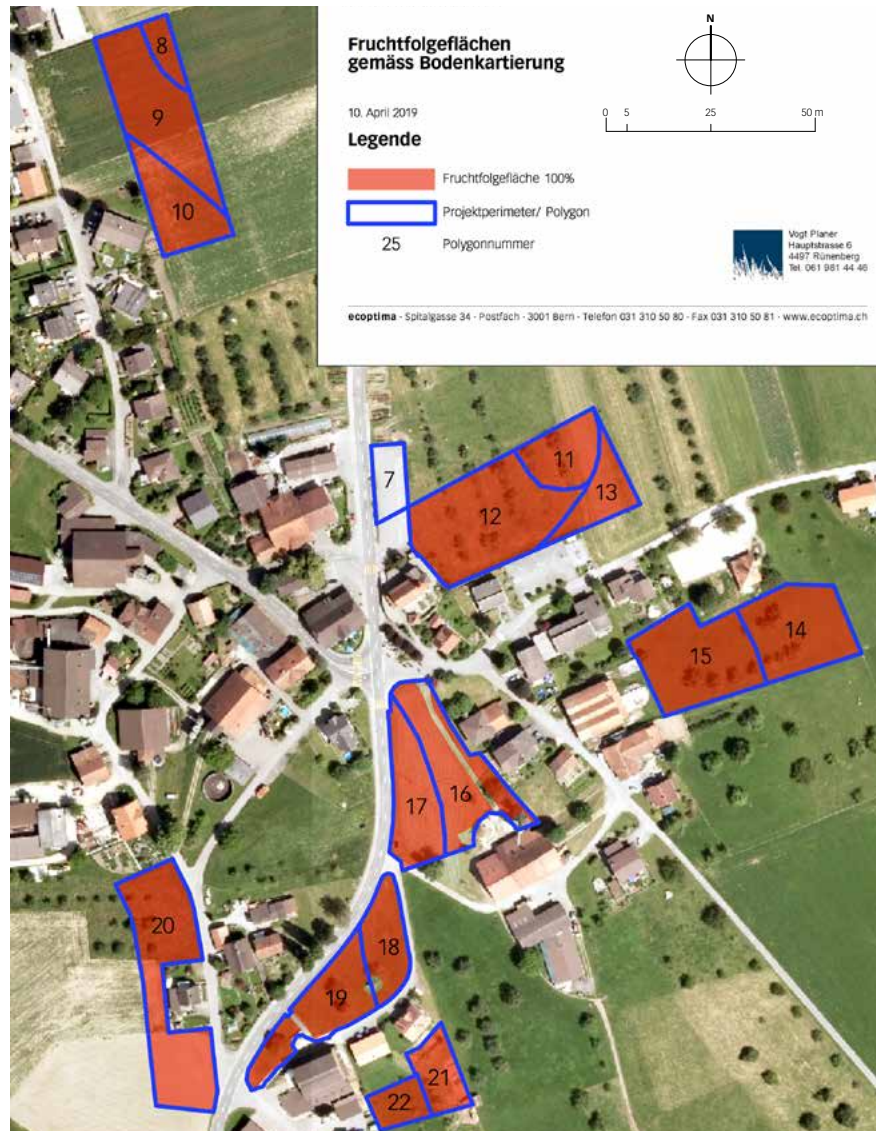 Fruchtfolgeflächen
gemäss Bodenkartierung
10. April 2019
Legende
Fruchtfolgefläche 100%
Projektperimeter/ Polygon
25 Polygonnummer
N
0 5 25 50 m
Vogt Planer
Hauptstrasse 6
4497 Rünenberg
Tel. 061 981 44 46
ecoptima - Spitalgasse 34 - Postfach - 3001 Bern - Telefon 031 310 50 80 - Fax 031 310 50 81 - www.ecoptima.ch
8
9
10
7
11
12
13
14
15
16
17
18
19
20
21
22